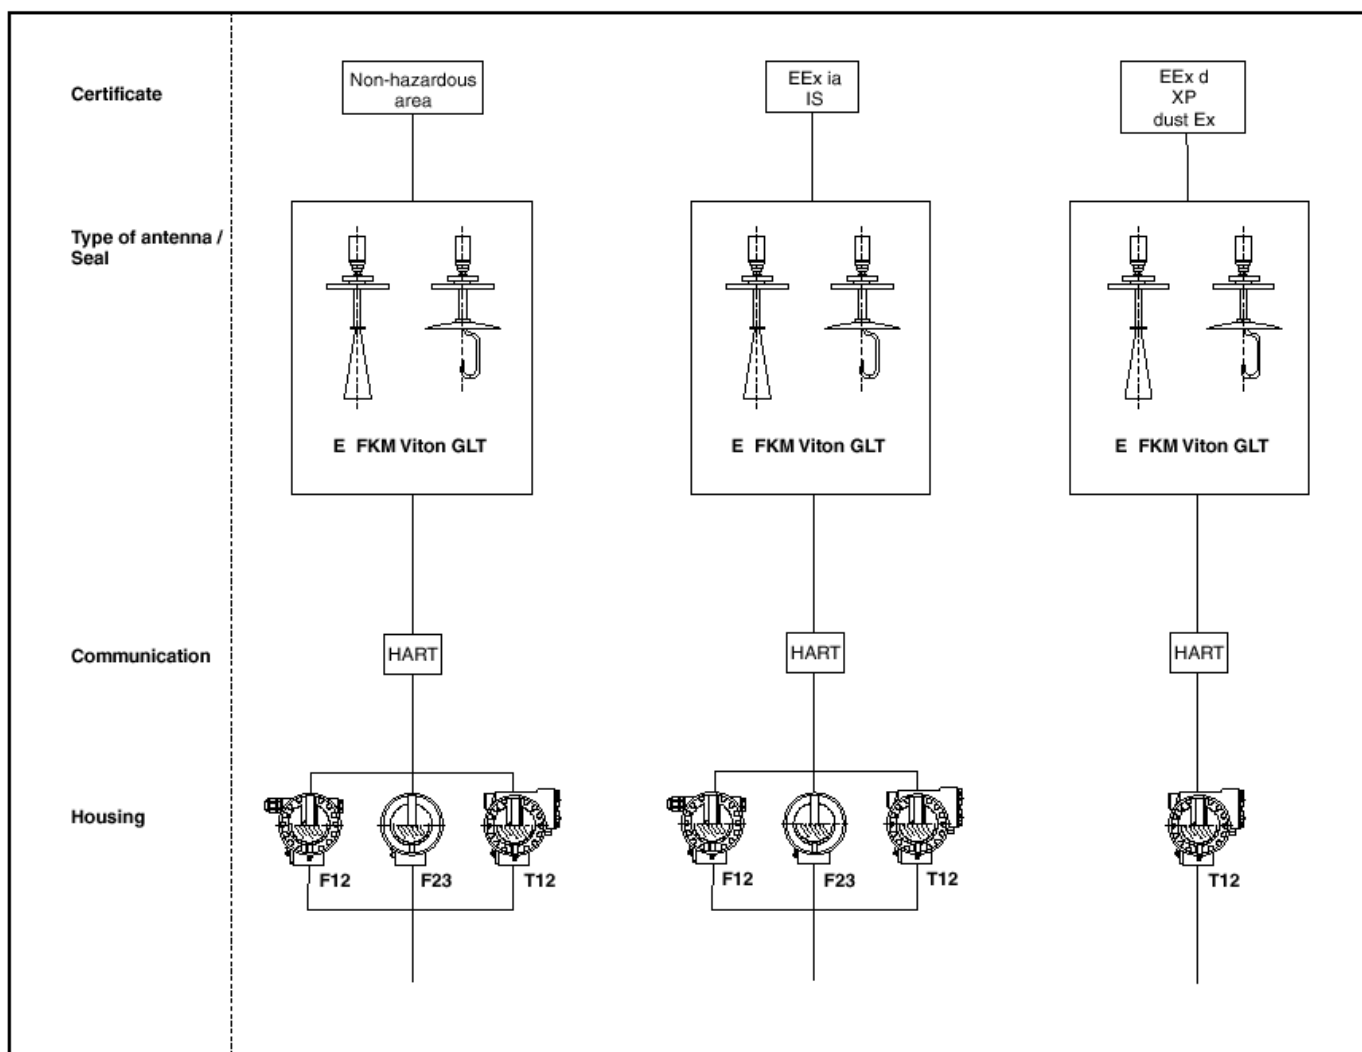 Certificate
Non-hazardous
area
EEx ia
IS
EEx d
XP
dust Ex
Type of antenna /
Seal
E FKM Viton GLT
E FKM Viton GLT
E FKM Viton GLT
Communication
HART
HART
HART
Housing
F12
F23
T12
F12
F23
T12
T12